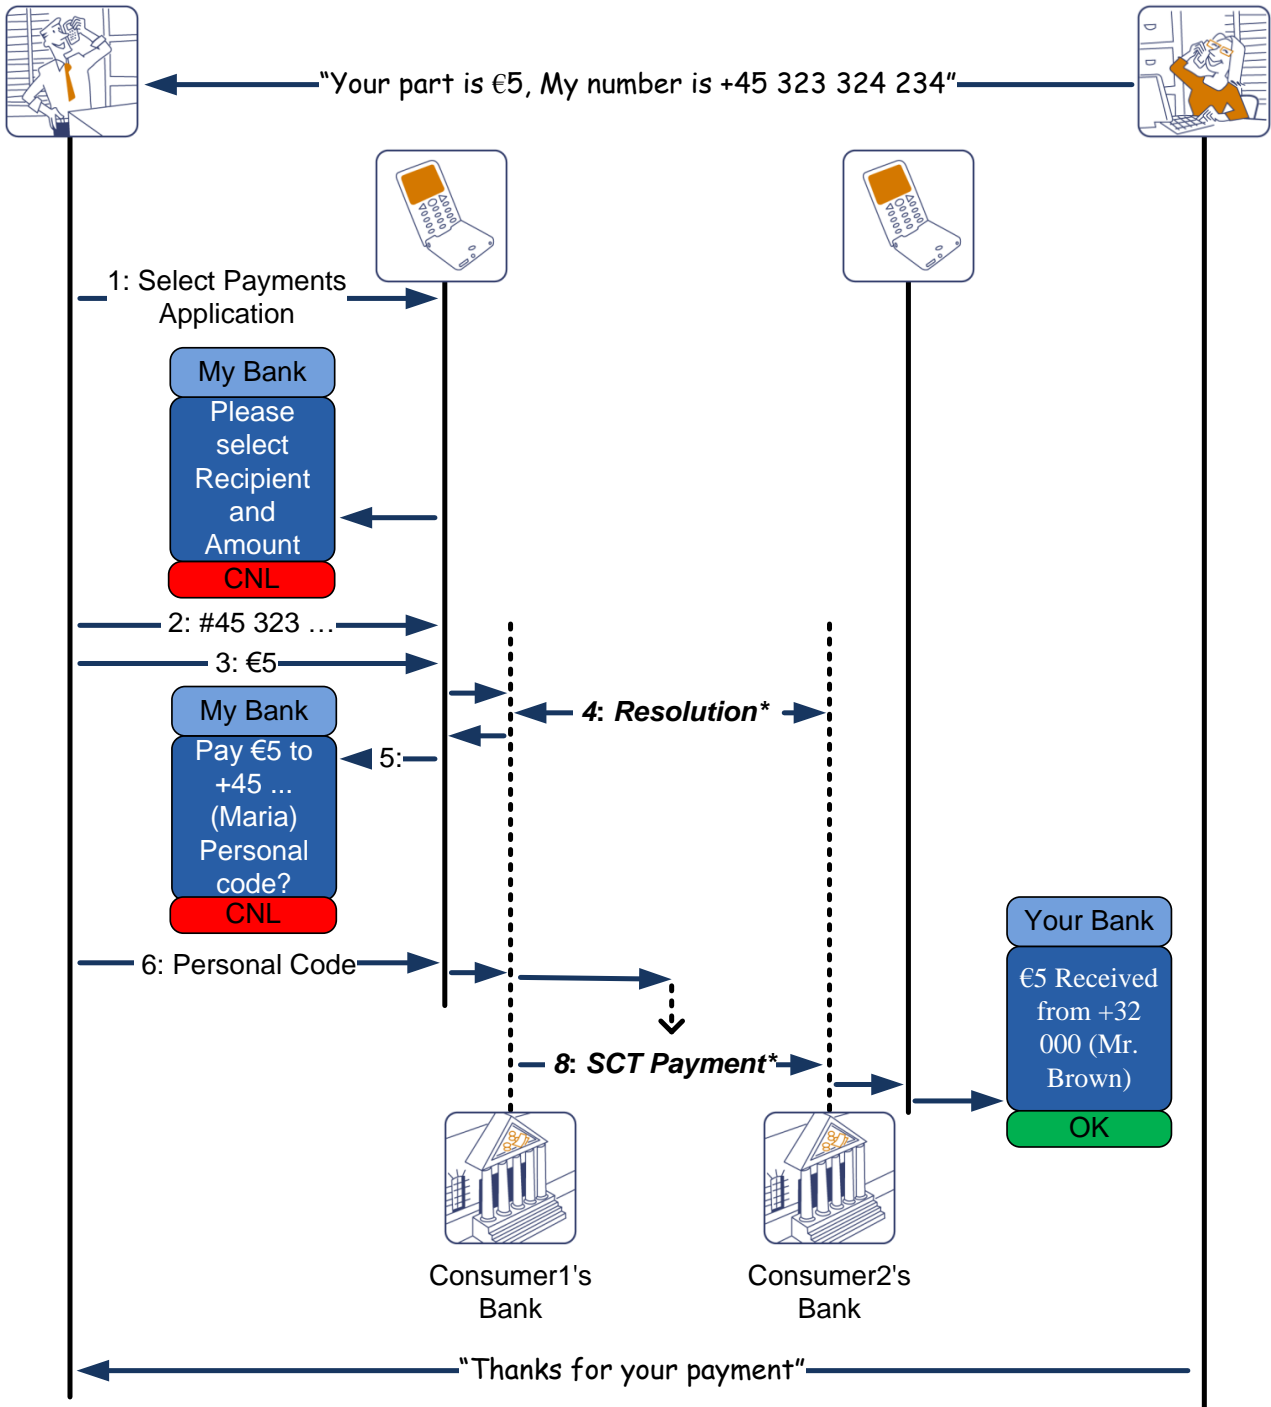 “Your part is €5, My number is +45 323 324 234”
1: Select Payments
Application
My Bank
Please
select
Recipient
and
Amount
CNL
2: #45 323 …
3: €5
4: Resolution*
My Bank
5:
Pay €5 to
+45 ...
(Maria)
Personal
code?
CNL
6: Personal Code
Your Bank
€5 Received
from +32
000 (Mr.
Brown)
OK
8: SCT Payment*
Consumer1's
Bank
Consumer2's
Bank
“Thanks for your payment”